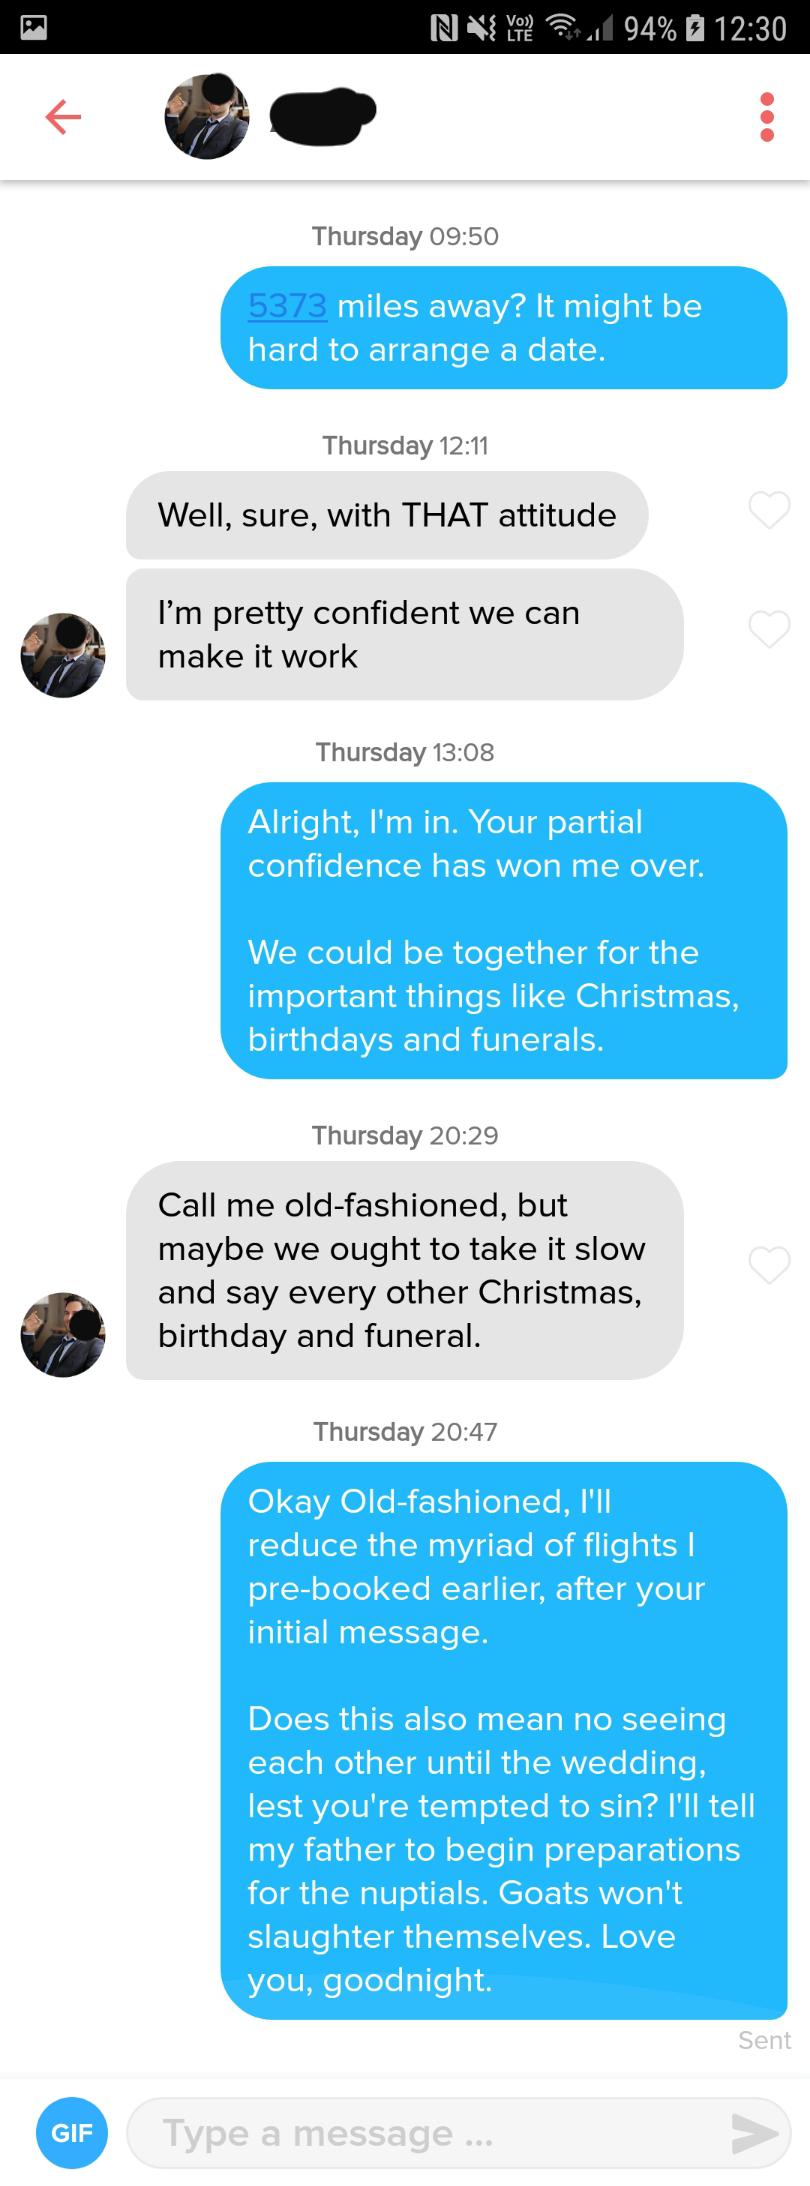 Vo))
LTE
94%
12:30
Thursday 09:50
5373 miles away? It might be
hard to arrange a date.
Thursday 12:11
Well, sure, with THAT attitude
I'm pretty confident we can
make it work
Thursday 13:08
Alright, I'm in. Your partial
confidence has won me over.
We could be together for the
important things like Christmas,
birthdays and funerals.
Thursday 20:29
Call me old-fashioned, but
maybe we ought to take it slow
and say every other Christmas,
birthday and funeral.
Thursday 20:47
Okay Old-fashioned, I'll
reduce the myriad of flights I
pre-booked earlier, after your
initial message.
Does this also mean no seeing
each other until the wedding,
lest you're tempted to sin? I'll tell
my father to begin preparations
for the nuptials. Goats won't
slaughter themselves. Love
you, goodnight.
Sent
GIF
Type a message ...